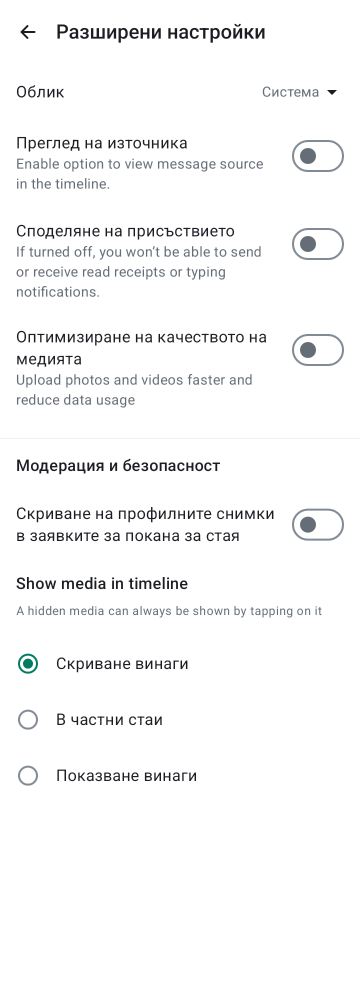 Разширени настройки
Облик
Система
Преглед на източника
Enable option to view message source
in the timeline.
Споделяне на присъствието
If turned off, you won’t be able to send
or receive read receipts or typing
notifications.
Оптимизиране на качеството на
медията
Upload photos and videos faster and
reduce data usage
Модерация и безопасност
Скриване на профилните снимки
в заявките за покана за стая
Show media in timeline
A hidden media can always be shown by tapping on it
Скриване винаги
В частни стаи
Показване винаги